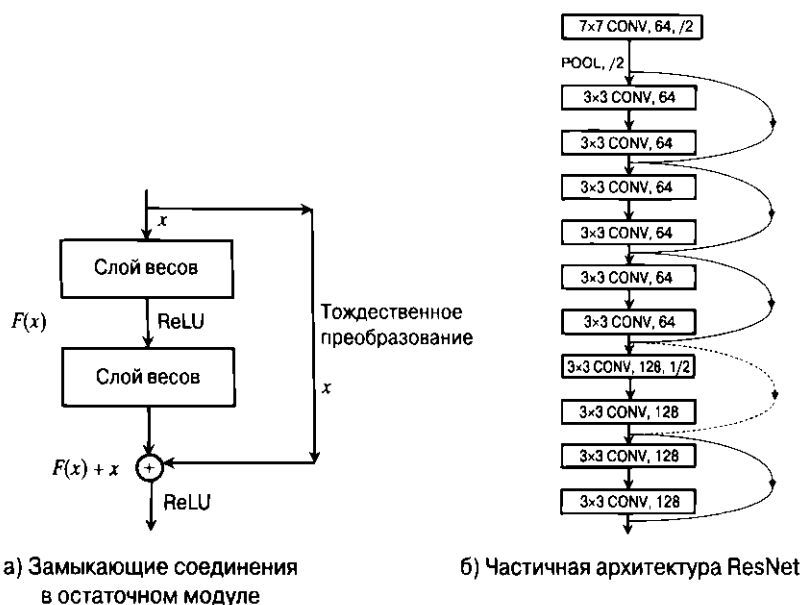 x
Слой весов
F(x)
ReLU
Слой весов
Тождественное
преобразование
x
F(x) + x
+
ReLU
а) Замыкающие соединения
в остаточном модуле
7×7 CONV, 64, /2
POOL, /2
3×3 CONV, 64
3×3 CONV, 64
3×3 CONV, 64
3×3 CONV, 64
3×3 CONV, 64
3×3 CONV, 64
3×3 CONV, 128, 1/2
3×3 CONV, 128
3×3 CONV, 128
3×3 CONV, 128
б) Частичная архитектура ResNet